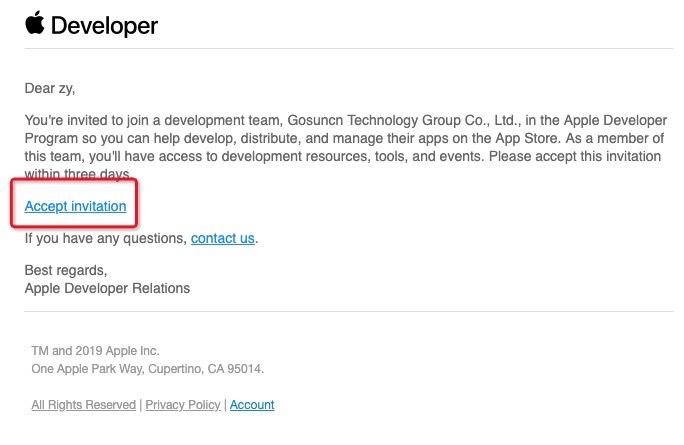 Developer
Dear zy,
You're invited to join a development team, Gosuncn Technology Group Co., Ltd., in the Apple Developer
Program so you can help develop, distribute, and manage their apps on the App Store. As a member of
this team, you'll have access to development resources, tools, and events. Please accept this invitation
within three days.
Accept invitation
If you have any questions, contact us.
Best regards,
Apple Developer Relations
TM and 2019 Apple Inc.
One Apple Park Way, Cupertino, CA 95014.
All Rights Reserved | Privacy Policy | Account